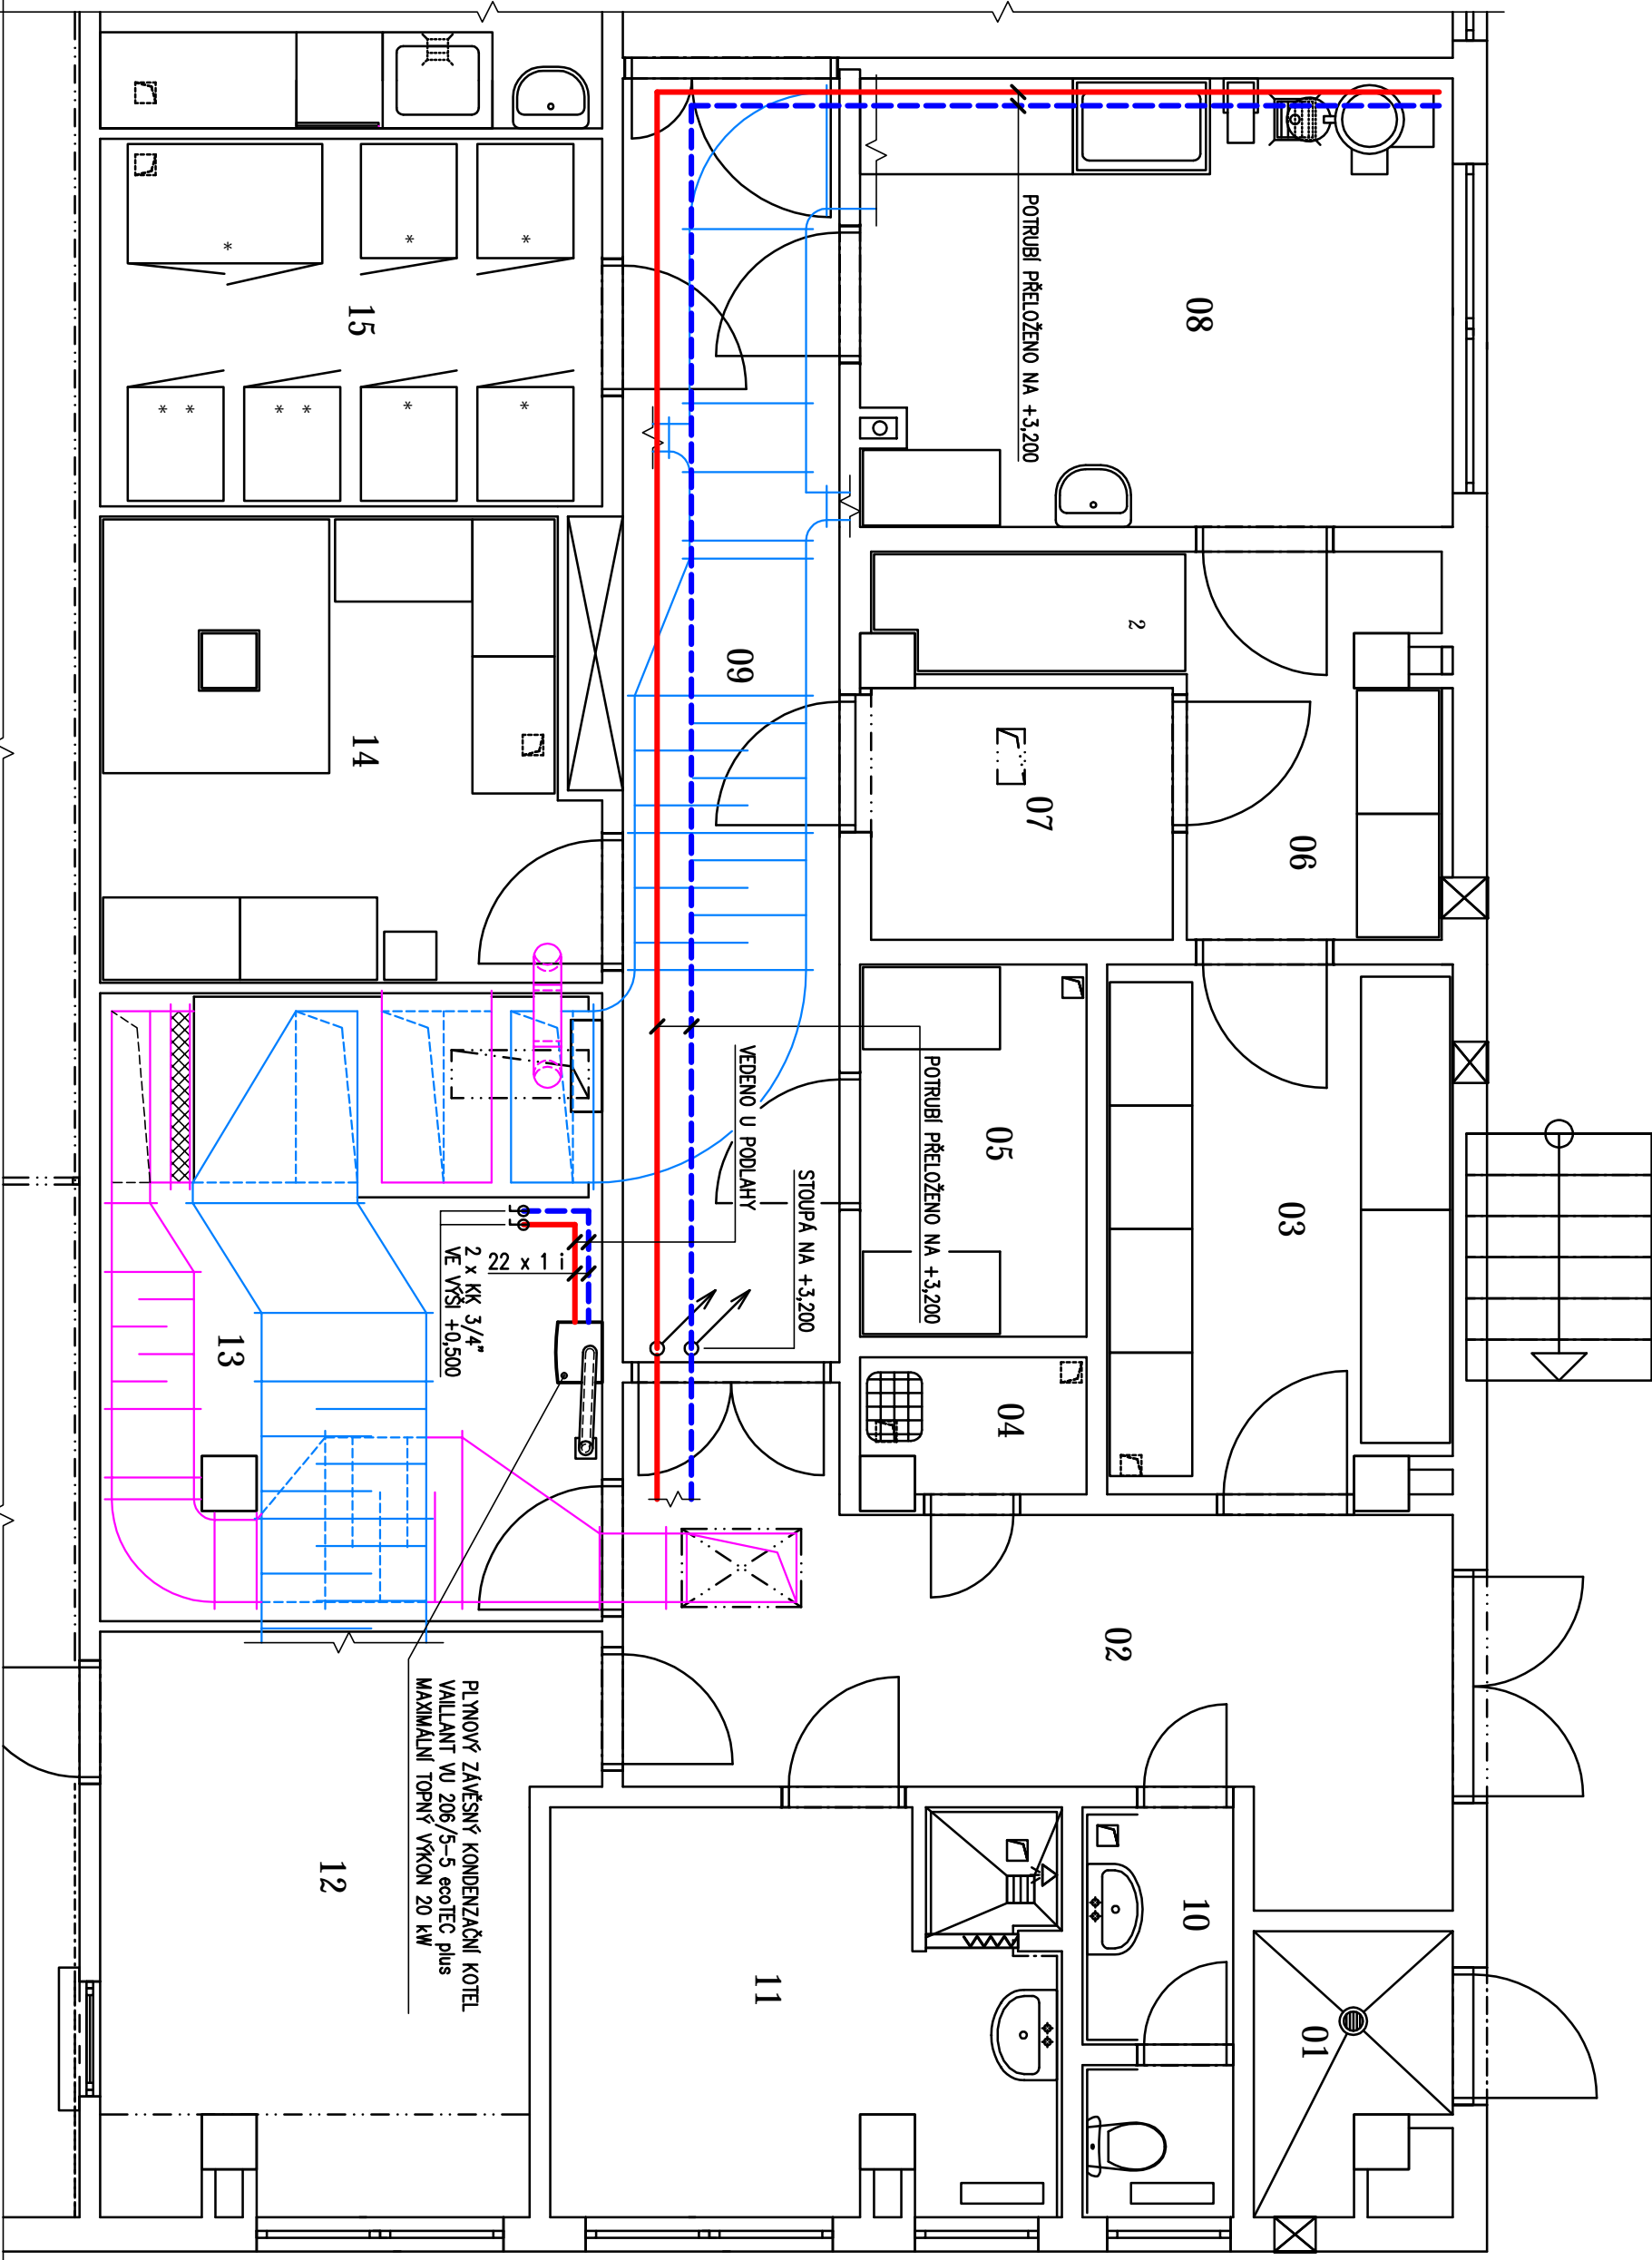 08
POTRUBÍ PŘELOŽENO NA +3,200
15
*
*
*
* *
* *
*
*
2
09
14
07
06
POTRUBÍ PŘELOŽENO NA +3,200
VEDENO U PODLAHY
STOUPÁ NA +3,200
05
03
22 x 1 i
2 x KK 3/4"
VE VÝŠI +0,500
13
04
02
PLYNOVÝ ZÁVĚSNÝ KONDENZAČNÍ KOTEL
VAILLANT VU 206/5-5 ecoTEC plus
MAXIMÁLNÍ TOPNÝ VÝKON 20 kW
12
11
10
01